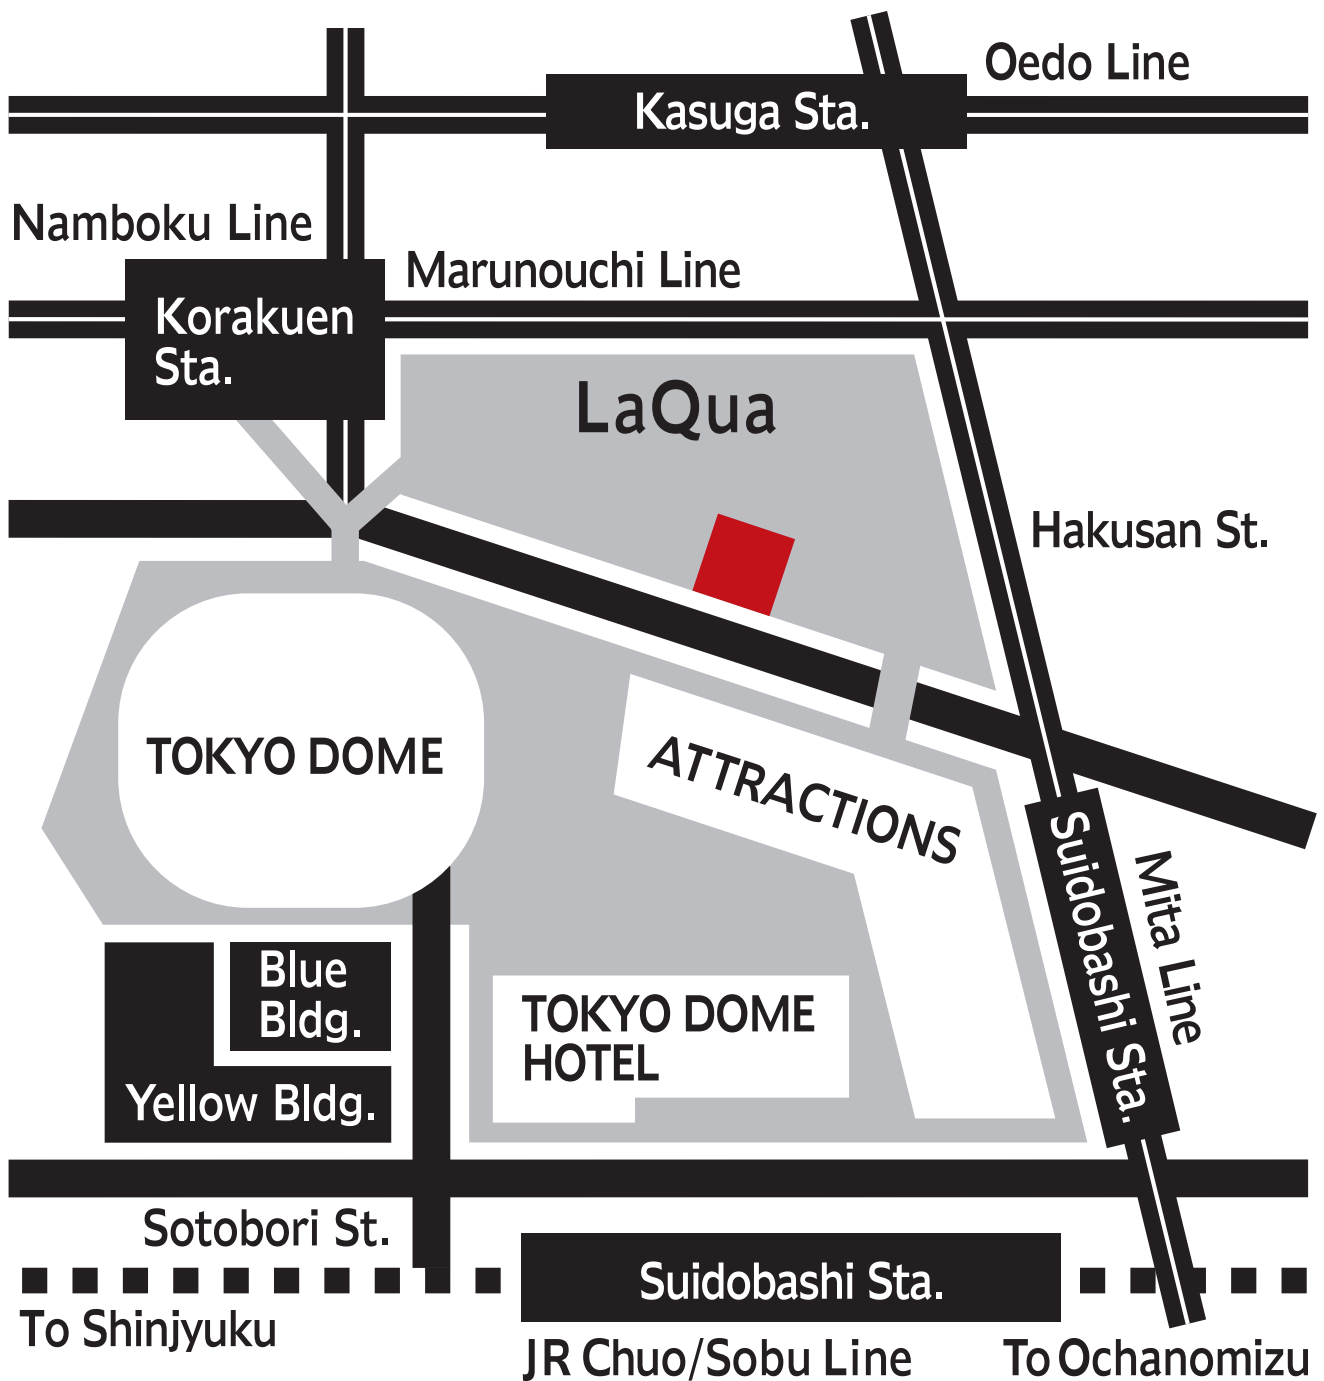 Oedo Line
Kasuga Sta.
Namboku Line
Marunouchi Line
Korakuen
Sta.
LaQua
Hakusan St.
TOKYO DOME
ATTRACTIONS
Suidobashi Sta.
Mita Line
Blue
Bldg.
TOKYO DOME
HOTEL
Yellow Bldg.
Sotobori St.
Suidobashi Sta.
To Shinjyuku
JR Chuo/Sobu Line
To Ochanomizu